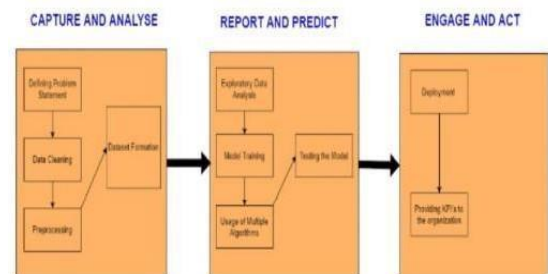 CAPTURE AND ANALYSE
Defining Problem
Statement
Data Cleaning
Preprocessing
Dataset Formation
REPORT AND PREDICT
Exploratory Data
Analysis
Model Training
Usage of Multiple
Algorithms
Testing the Model
ENGAGE AND ACT
Deployment
Providing KPI's to
the organization